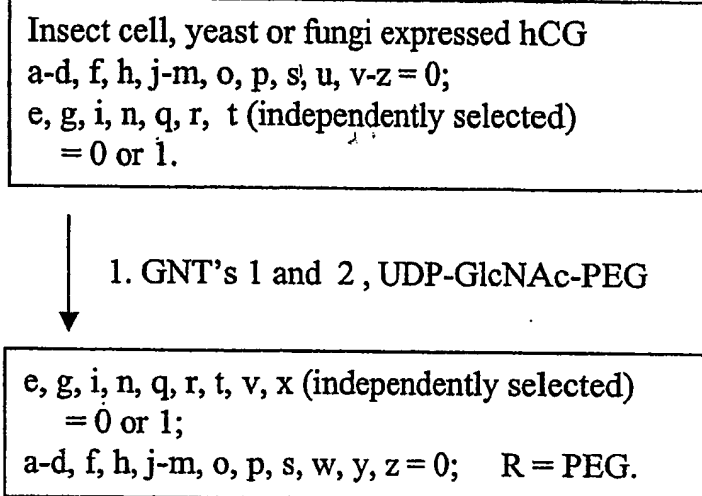 Insect cell, yeast or fungi expressed hCG
a-d, f, h, j-m, o, p, s, u, v-z = 0;
e, g, i, n, q, r, t (independently selected)
= 0 or 1.
1. GNT's 1 and 2 , UDP-GlcNAc-PEG
e, g, i, n, q, r, t, v, x (independently selected)
= 0 or 1;
a-d, f, h, j-m, o, p, s, w, y, z = 0; R = PEG.